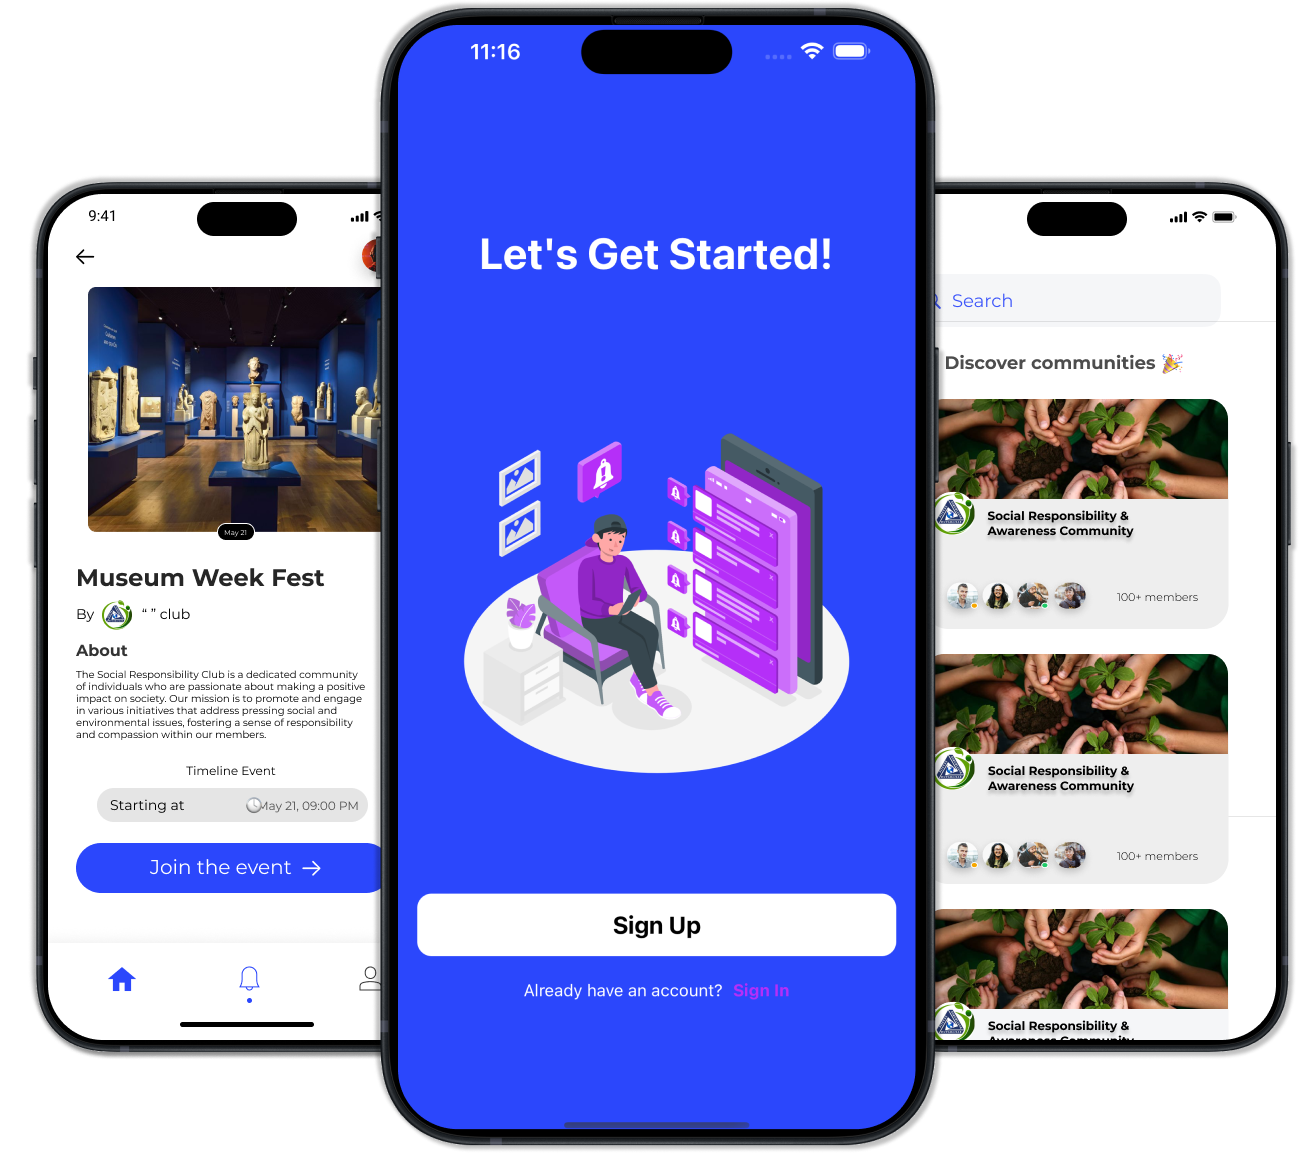 9:41
May 21
Museum Week Fest
By “ ” club
About
The Social Responsibility Club is a dedicated community
of individuals who are passionate about making a positive
impact on society. Our mission is to promote and engage
in various initiatives that address pressing social and
environmental issues, fostering a sense of responsibility
and compassion within our members.
Timeline Event
Starting at May 21, 09:00 PM
Join the event
11:16
Let's Get Started!
Sign Up
Already have an account? Sign In
Search
Discover communities
Social Responsibility &
Awareness Community
100+ members
Social Responsibility &
Awareness Community
100+ members
Social Responsibility &
Awareness Community